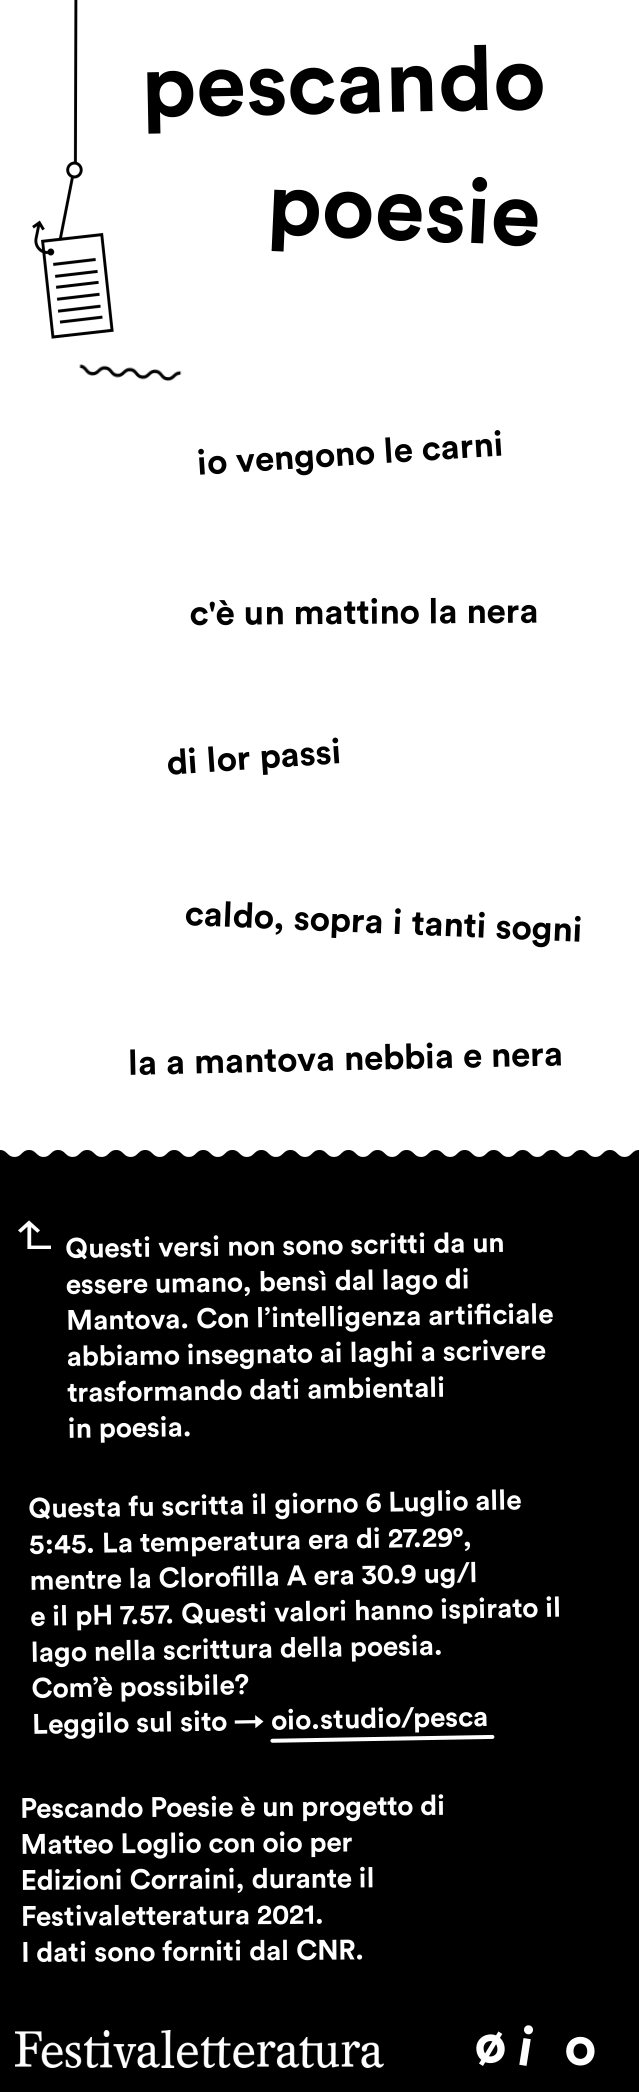 pescando
poesie
io vengono le carni
c'è un mattino la nera
di lor passi
caldo, sopra i tanti sogni
la a mantova nebbia e nera
Questi versi non sono scritti da un
essere umano, bensì dal lago di
Mantova. Con l’intelligenza artificiale
abbiamo insegnato ai laghi a scrivere
trasformando dati ambientali
in poesia.
Questa fu scritta il giorno 6 Luglio alle
5:45. La temperatura era di 27.29°,
mentre la Clorofilla A era 30.9 ug/l
e il pH 7.57. Questi valori hanno ispirato il
lago nella scrittura della poesia.
Com’è possibile?
Leggilo sul sito → oio.studio/pesca
Pescando Poesie è un progetto di
Matteo Loglio con oio per
Edizioni Corraini, durante il
Festivaletteratura 2021.
I dati sono forniti dal CNR.
Festivaletteratura øi o